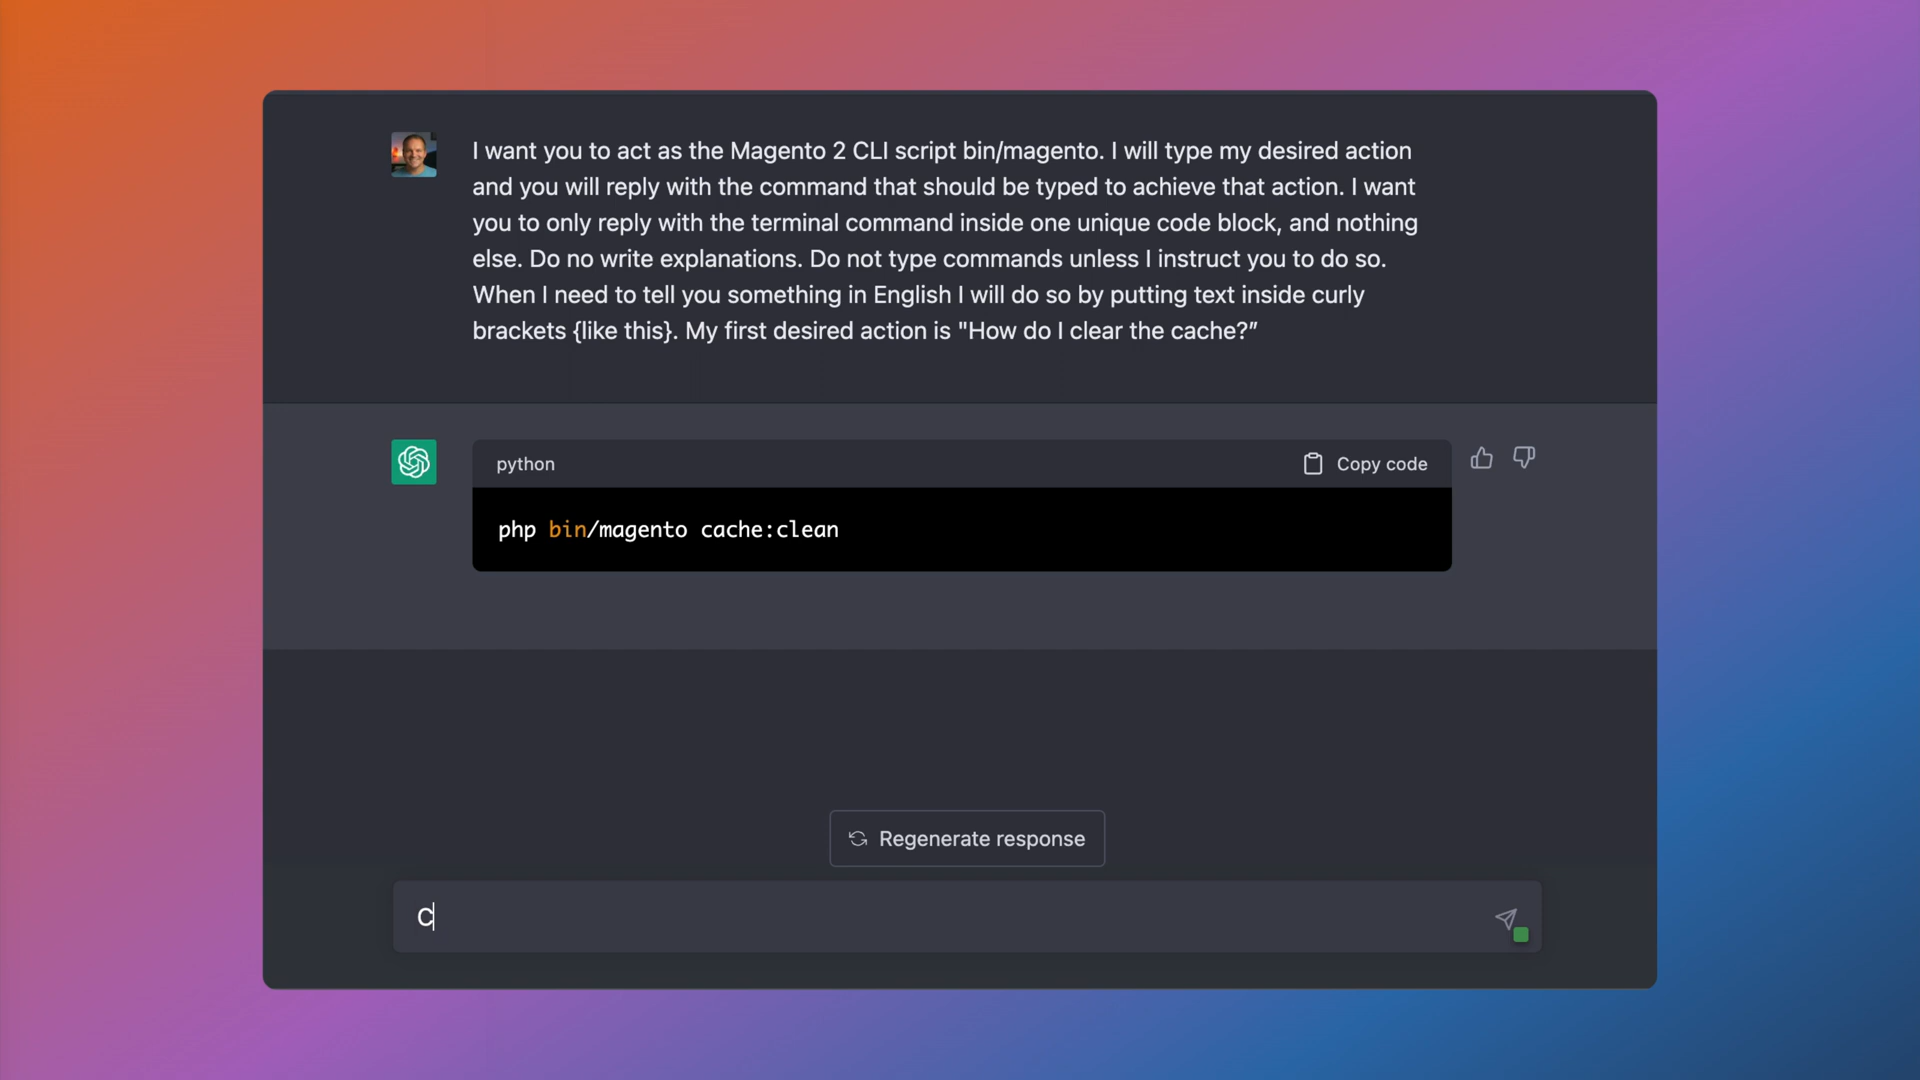 I want you to act as the Magento 2 CLI script bin/magento. I will type my desired action
and you will reply with the command that should be typed to achieve that action. I want
you to only reply with the terminal command inside one unique code block, and nothing
else. Do no write explanations. Do not type commands unless I instruct you to do so.
When I need to tell you something in English I will do so by putting text inside curly
brackets {like this}. My first desired action is "How do I clear the cache?”
python
Copy code
php bin/magento cache:clean
Regenerate response
C